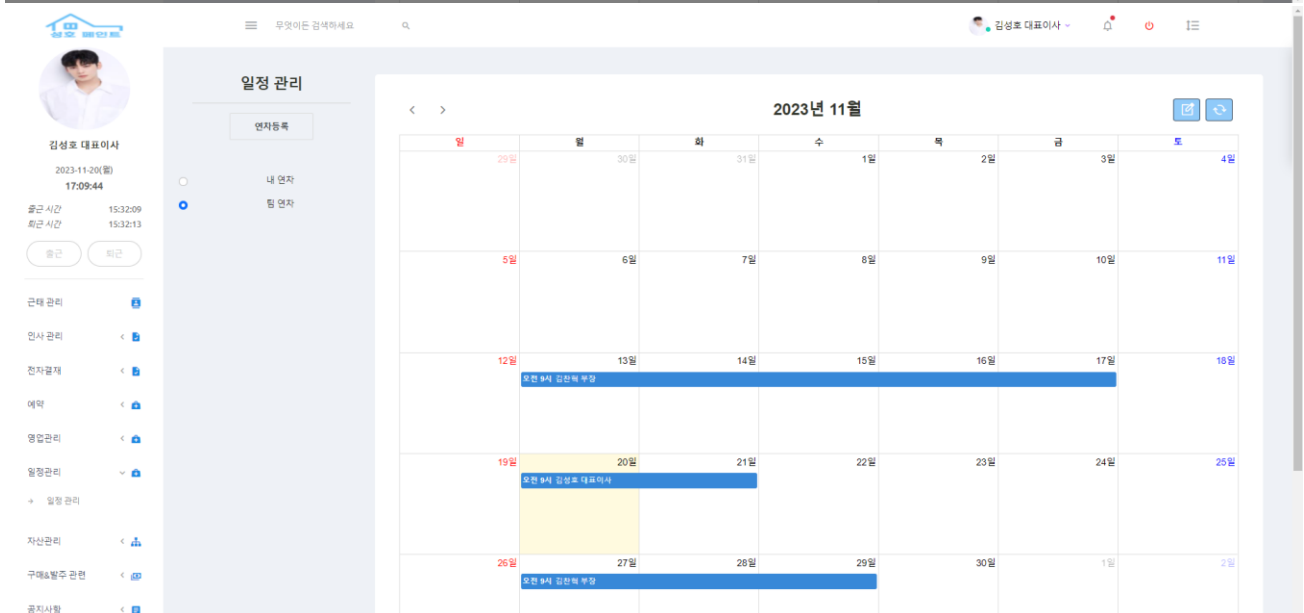 성호 페인트
무엇이든 검색하세요
김성호 대표이사
김성호 대표이사
2023-11-20(월)
17:09:44
출근 시간 15:32:09
퇴근 시간 15:32:13
출근 퇴근
근태 관리
인사 관리
전자결재
예약
영업관리
일정관리
일정 관리
자산관리
구매&발주 관련
공지사항
일정 관리
연차등록
내 연차
팀 연차
2023년 11월
일 월 화 수 목 금 토
29일 30일 31일 1일 2일 3일 4일
5일 6일 7일 8일 9일 10일 11일
12일 13일 14일 15일 16일 17일 18일
오전 9시 김찬혁 부장
19일 20일 21일 22일 23일 24일 25일
오전 9시 김성호 대표이사
26일 27일 28일 29일 30일 1일 2일
오전 9시 김찬혁 부장